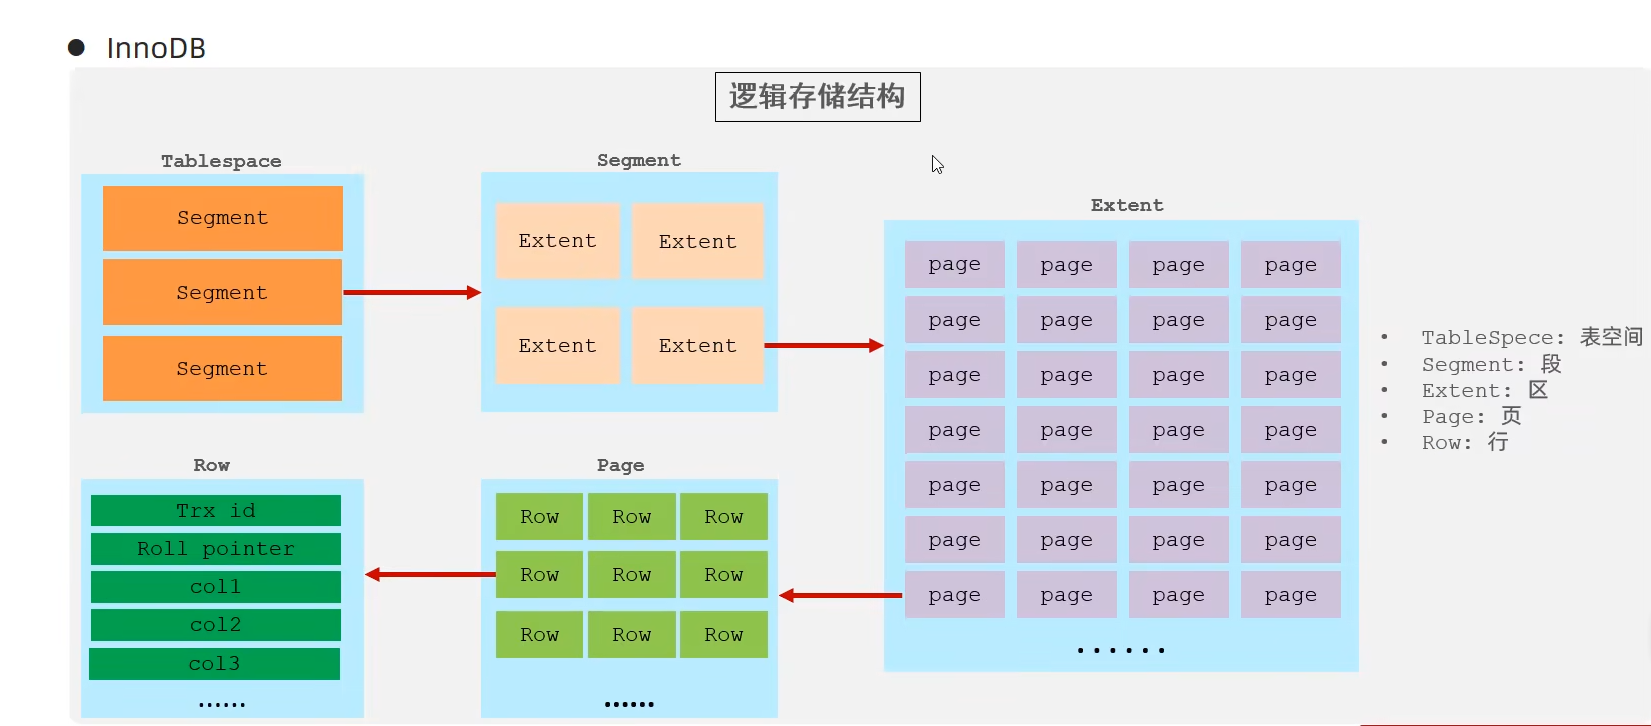 ● InnoDB
逻辑存储结构
Tablespace
Segment
Segment
Segment
Segment
Extent Extent
Extent Extent
Extent
page page page page
page page page page
page page page page
page page page page
page page page page
page page page page
page page page page
......
Page
Row Row Row
Row Row Row
Row Row Row
......
Row
Trx id
Roll pointer
col1
col2
col3
......
• TableSpece: 表空间
• Segment: 段
• Extent: 区
• Page: 页
• Row: 行